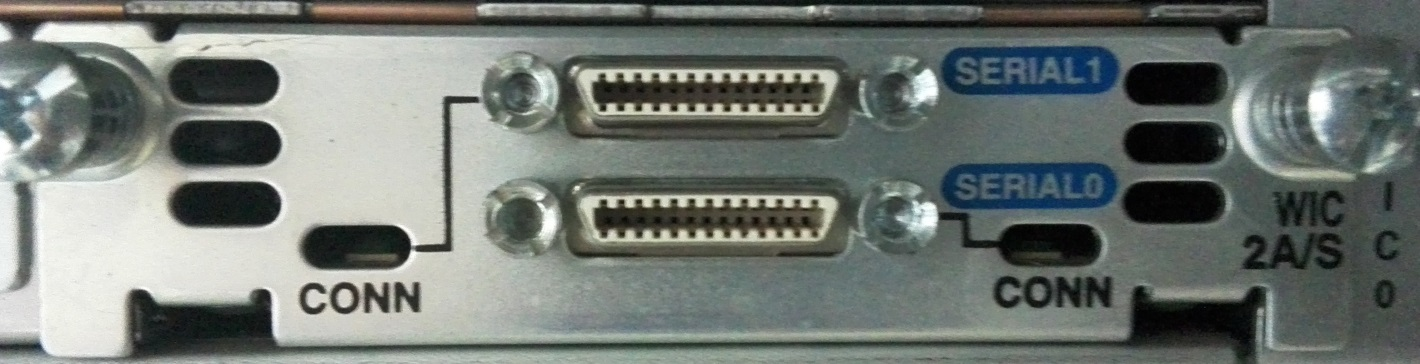 SERIAL1
SERIAL0
CONN
CONN
WIC
2A/S
I
C
0